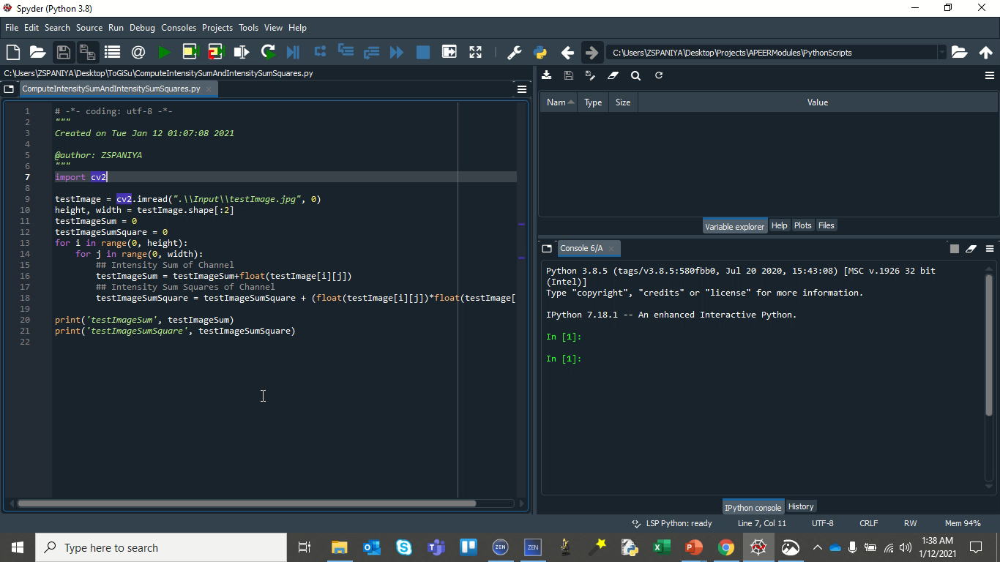 Spyder (Python 3.8)
File Edit Search Source Run Debug Consoles Projects Tools View Help
C:\Users\ZSPANIYA\Desktop\Projects\APEERModules\PythonScripts
C:\Users\ZSPANIYA\Desktop\ToGiSu\ComputeIntensitySumAndIntensitySumSquares.py
ComputeIntensitySumAndIntensitySumSquares.py
1 # -*- coding: utf-8 -*-
2 """
3 Created on Tue Jan 12 01:07:08 2021
4
5 @author: ZSPANIYA
6 """
7 import cv2
8
9 testImage = cv2.imread(".\\Input\\testImage.jpg", 0)
10 height, width = testImage.shape[:2]
11 testImageSum = 0
12 testImageSumSquare = 0
13 for i in range(0, height):
14 for j in range(0, width):
15 ## Intensity Sum of Channel
16 testImageSum = testImageSum+float(testImage[i][j])
17 ## Intensity Sum Squares of Channel
18 testImageSumSquare = testImageSumSquare + (float(testImage[i][j])*float(testImage[
19
20 print('testImageSum', testImageSum)
21 print('testImageSumSquare', testImageSumSquare)
22
Nam Type Size Value
Variable explorer Help Plots Files
Console 6/A
Python 3.8.5 (tags/v3.8.5:580fbb0, Jul 20 2020, 15:43:08) [MSC v.1926 32 bit
(Intel)]
Type "copyright", "credits" or "license" for more information.
IPython 7.18.1 -- An enhanced Interactive Python.
In [1]:
In [1]:
IPython console History
LSP Python: ready Line 7, Col 11 UTF-8 CRLF RW Mem 94%
Type here to search
ZEN
ZEN
1:38 AM
1/12/2021